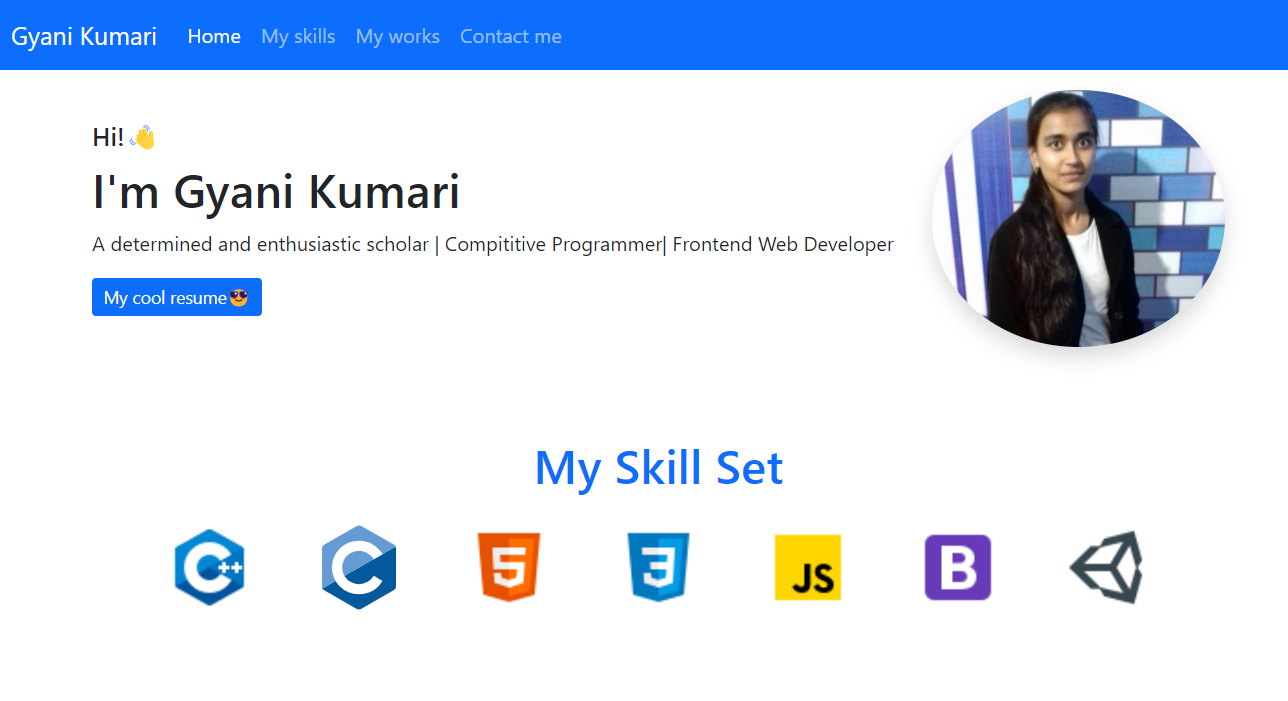 Gyani Kumari Home My skills My works Contact me
Hi! 👋
I'm Gyani Kumari
A determined and enthusiastic scholar | Compititive Programmer| Frontend Web Developer
My cool resume😎
My Skill Set
C++ C 5 3 JS B